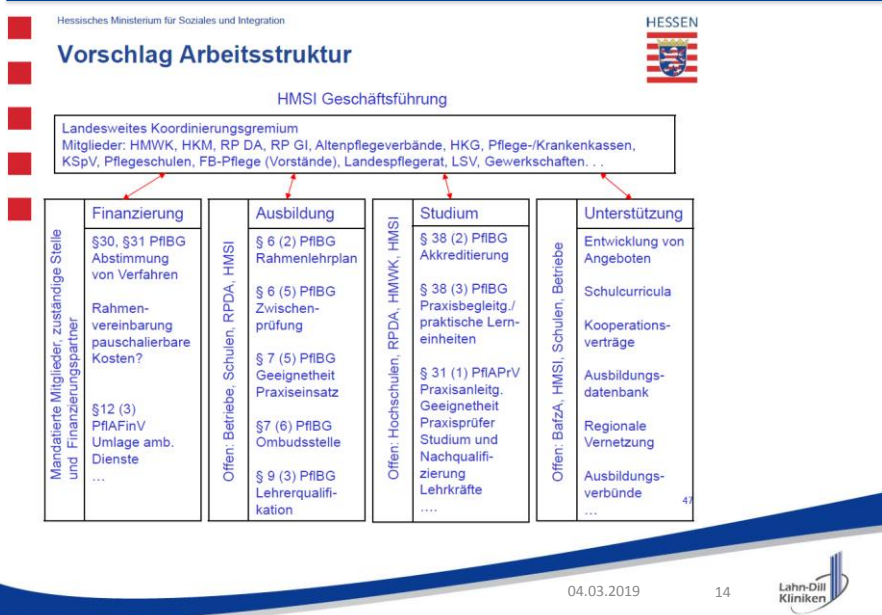 Hessisches Ministerium für Soziales und Integration
HESSEN
Vorschlag Arbeitsstruktur
HMSI Geschäftsführung
Landesweites Koordinierungsgremium
Mitglieder: HMWK, HKM, RP DA, RP GI, Altenpflegeverbände, HKG, Pflege-/Krankenkassen,
KSpV, Pflegeschulen, FB-Pflege (Vorstände), Landespflegerat, LSV, Gewerkschaften. . .
Mandatierte Mitglieder, zuständige Stelle
und Finanzierungspartner
Finanzierung
§30, §31 PflBG
Abstimmung
von Verfahren
Rahmen-
vereinbarung
pauschalierbare
Kosten?
§12 (3)
PflAFinV
Umlage amb.
Dienste
...
Offen: Betriebe, Schulen, RPDA, HMSI
Ausbildung
§ 6 (2) PflBG
Rahmenlehrplan
§ 6 (5) PflBG
Zwischen-
prüfung
§ 7 (5) PflBG
Geeignetheit
Praxiseinsatz
§7 (6) PflBG
Ombudsstelle
§ 9 (3) PflBG
Lehrerqualifi-
kation
Offen: Hochschulen, RPDA, HMWK, HMSI
Studium
§ 38 (2) PflBG
Akkreditierung
§ 38 (3) PflBG
Praxisbegleitg./
praktische Lern-
einheiten
§ 31 (1) PflAPrV
Praxisanleitg.
Geeignetheit
Praxisprüfer
Studium und
Nachqualifi-
zierung
Lehrkräfte
....
Offen: BafzA, HMSI, Schulen, Betriebe
Unterstützung
Entwicklung von
Angeboten
Schulcurricula
Kooperations-
verträge
Ausbildungs-
datenbank
Regionale
Vernetzung
Ausbildungs-
verbünde
...
47
04.03.2019
14
Lahn-Dill
Kliniken